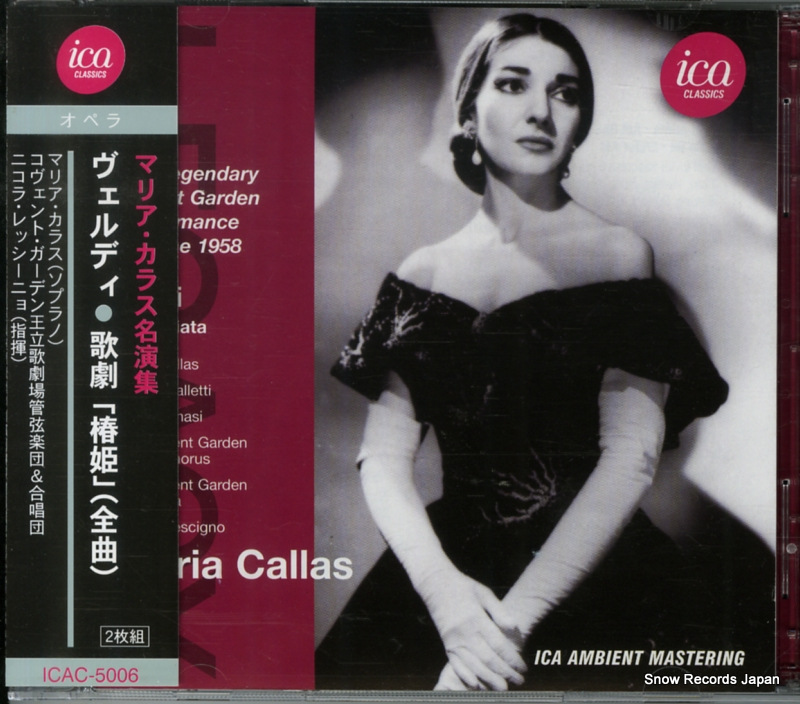 ica
CLASSICS
オペラ
マリア・カラス名演集
ヴェルディ●歌劇「椿姫」(全曲)
マリア・カラス(ソプラノ)
コヴェント・ガーデン王立歌劇場管弦楽団&合唱団
ニコラ・レッシーニョ(指揮)
2枚組
ICAC-5006
egendary
t Garden
mance
e 1958
i
ata
llas
alletti
nasi
ent Garden
horus
ent Garden
a
escigno
ria Callas
LEGACY
ica
CLASSICS
ICA AMBIENT MASTERING
Snow Records Japan